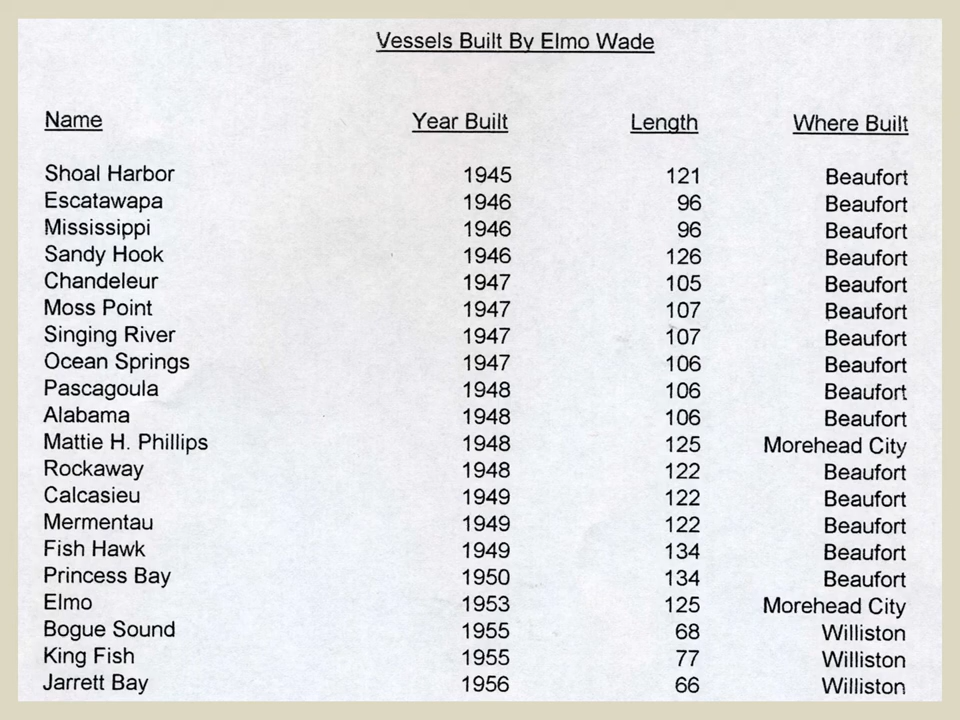 Vessels Built By Elmo Wade
Name Year Built Length Where Built
Shoal Harbor 1945 121 Beaufort
Escatawapa 1946 96 Beaufort
Mississippi 1946 96 Beaufort
Sandy Hook 1946 126 Beaufort
Chandeleur 1947 105 Beaufort
Moss Point 1947 107 Beaufort
Singing River 1947 107 Beaufort
Ocean Springs 1947 106 Beaufort
Pascagoula 1948 106 Beaufort
Alabama 1948 106 Beaufort
Mattie H. Phillips 1948 125 Morehead City
Rockaway 1948 122 Beaufort
Calcasieu 1949 122 Beaufort
Mermentau 1949 122 Beaufort
Fish Hawk 1949 134 Beaufort
Princess Bay 1950 134 Beaufort
Elmo 1953 125 Morehead City
Bogue Sound 1955 68 Williston
King Fish 1955 77 Williston
Jarrett Bay 1956 66 Williston